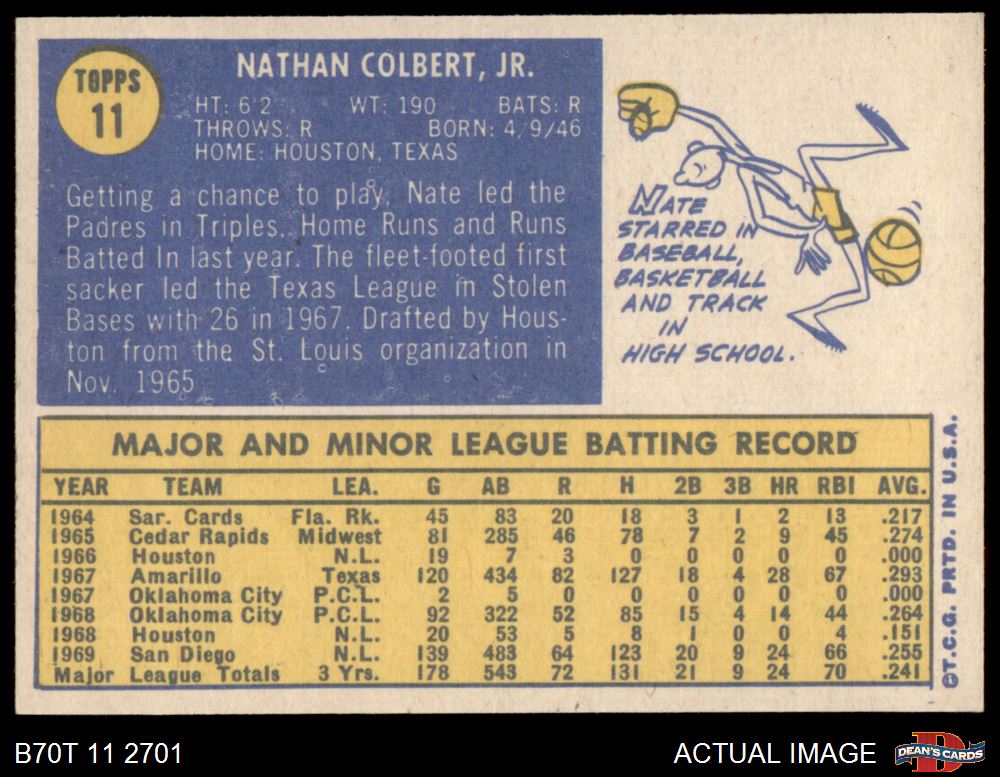 TOPPS
11
NATHAN COLBERT, JR.
HT: 6'2 WT: 190 BATS: R
THROWS: R BORN: 4/9/46
HOME: HOUSTON, TEXAS
Getting a chance to play, Nate led the
Padres in Triples. Home Runs and Runs
Batted In last year. The fleet-footed first
sacker led the Texas League in Stolen
Bases with 26 in 1967. Drafted by Hous-
ton from the St. Louis organization in
Nov. 1965
NATE
STARRED IN
BASEBALL,
BASKETBALL
AND TRACK
IN
HIGH SCHOOL.
MAJOR AND MINOR LEAGUE BATTING RECORD
YEAR TEAM LEA. G AB R H 2B 3B HR RBI AVG.
1964 Sar. Cards Fla. Rk. 45 83 20 18 3 1 2 13 .217
1965 Cedar Rapids Midwest 81 285 46 78 7 2 9 45 .274
1966 Houston N.L. 19 7 3 0 0 0 0 0 .000
1967 Amarillo Texas 120 434 82 127 18 4 28 67 .293
1967 Oklahoma City P.C.L. 2 5 0 0 0 0 0 0 .000
1968 Oklahoma City P.C.L. 92 322 52 85 15 4 14 44 .264
1968 Houston N.L. 20 53 5 8 1 0 0 4 .151
1969 San Diego N.L. 139 483 64 123 20 9 24 66 .255
Major League Totals 3 Yrs. 178 543 72 131 21 9 24 70 .241
©T.C.G. PRTD. IN U.S.A.
B70T 11 2701
ACTUAL IMAGE
D
DEAN'S CARDS